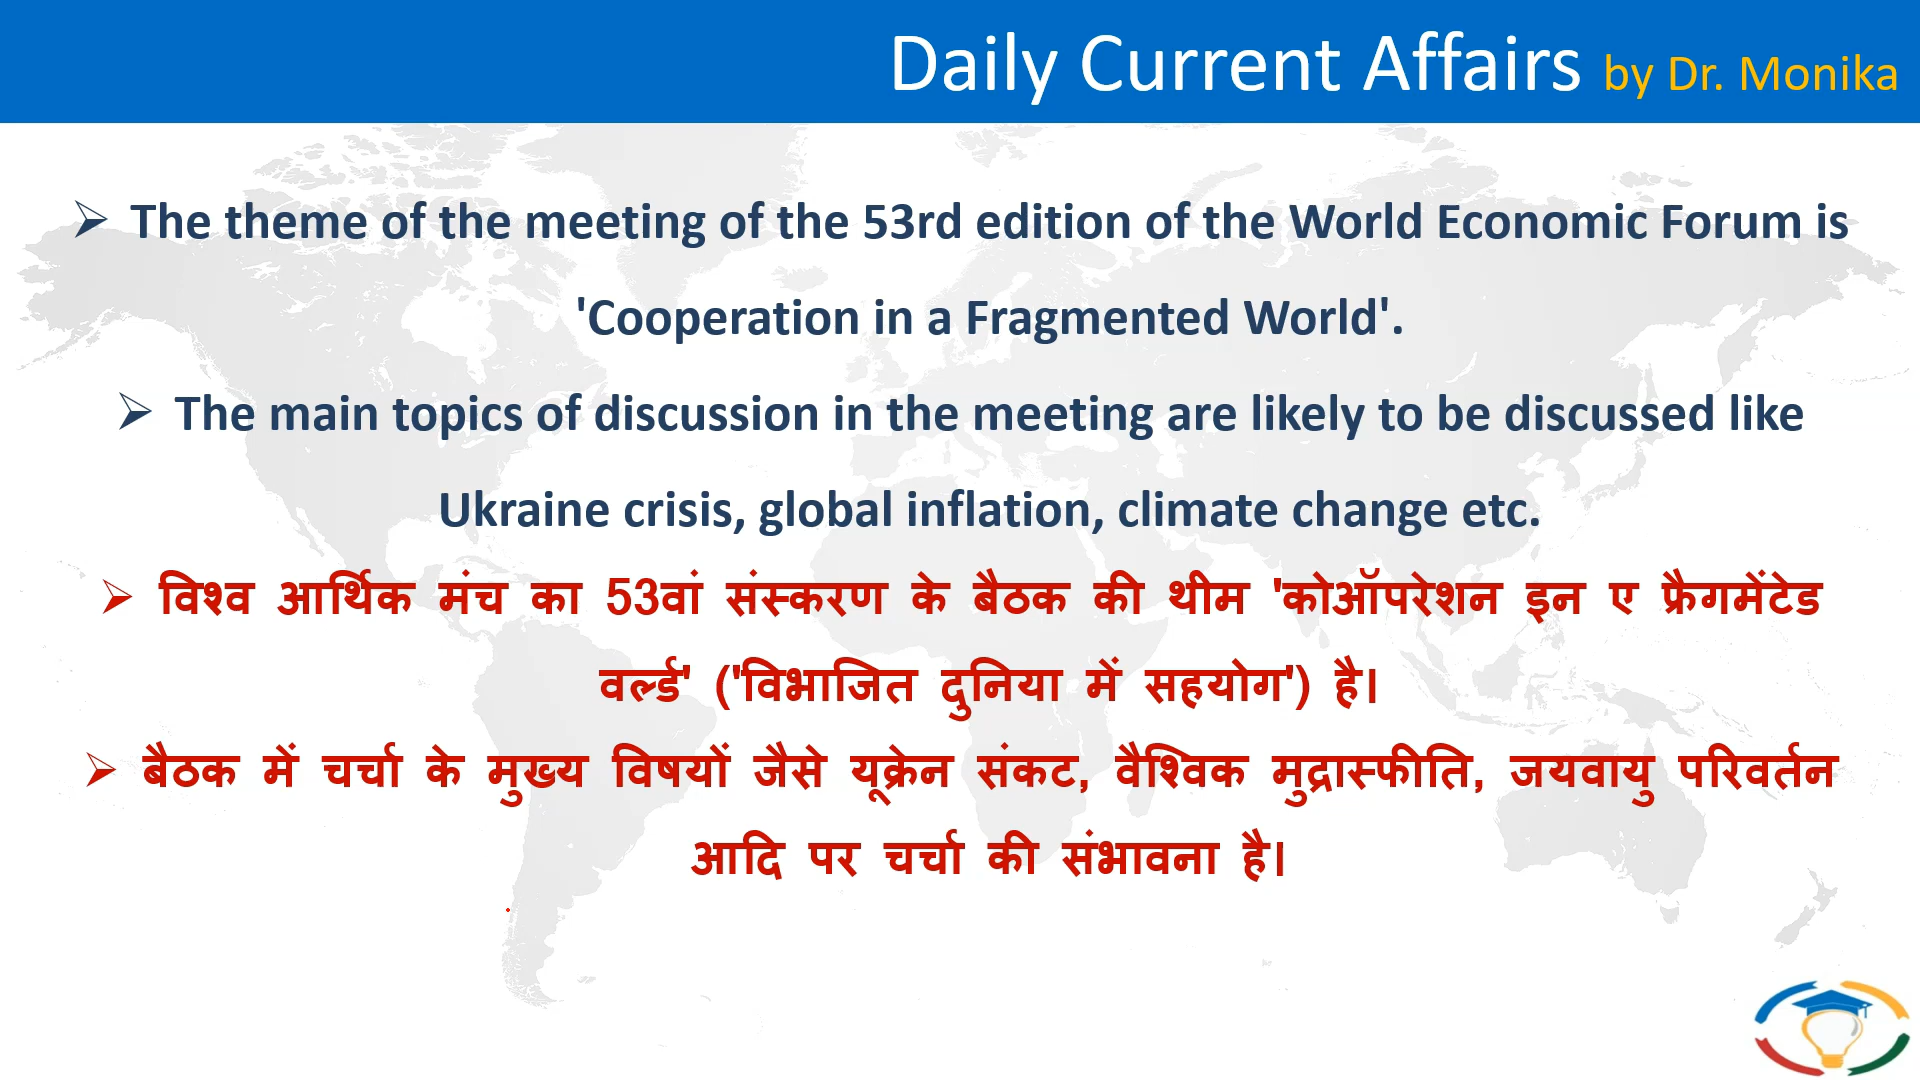 Daily Current Affairs by Dr. Monika
➢ The theme of the meeting of the 53rd edition of the World Economic Forum is
'Cooperation in a Fragmented World'.
➢ The main topics of discussion in the meeting are likely to be discussed like
Ukraine crisis, global inflation, climate change etc.
➢ विश्व आर्थिक मंच का 53वां संस्करण के बैठक की थीम 'कोऑपरेशन इन ए फ्रैगमेंटेड
वर्ल्ड' ('विभाजित दुनिया में सहयोग') है।
➢ बैठक में चर्चा के मुख्य विषयों जैसे यूक्रेन संकट, वैश्विक मुद्रास्फीति, जयवायु परिवर्तन
आदि पर चर्चा की संभावना है।